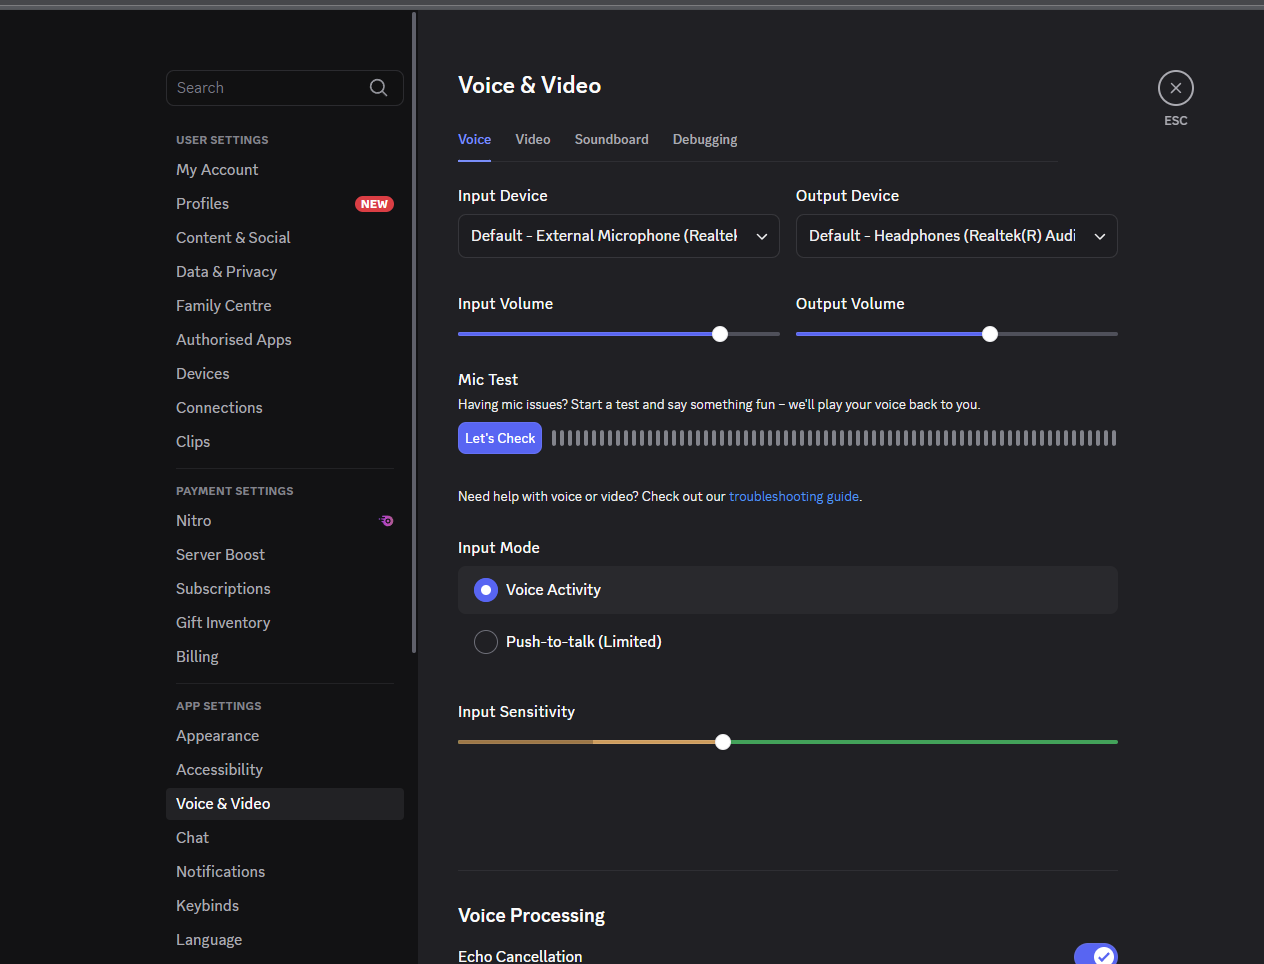 Search
USER SETTINGS
My Account
Profiles NEW
Content & Social
Data & Privacy
Family Centre
Authorised Apps
Devices
Connections
Clips
PAYMENT SETTINGS
Nitro
Server Boost
Subscriptions
Gift Inventory
Billing
APP SETTINGS
Appearance
Accessibility
Voice & Video
Chat
Notifications
Keybinds
Language
Voice & Video
ESC
Voice Video Soundboard Debugging
Input Device Output Device
Default - External Microphone (Realtek Default - Headphones (Realtek(R) Audi
Input Volume Output Volume
Mic Test
Having mic issues? Start a test and say something fun – we'll play your voice back to you.
Let's Check
Need help with voice or video? Check out our troubleshooting guide.
Input Mode
Voice Activity
Push-to-talk (Limited)
Input Sensitivity
Voice Processing
Echo Cancellation